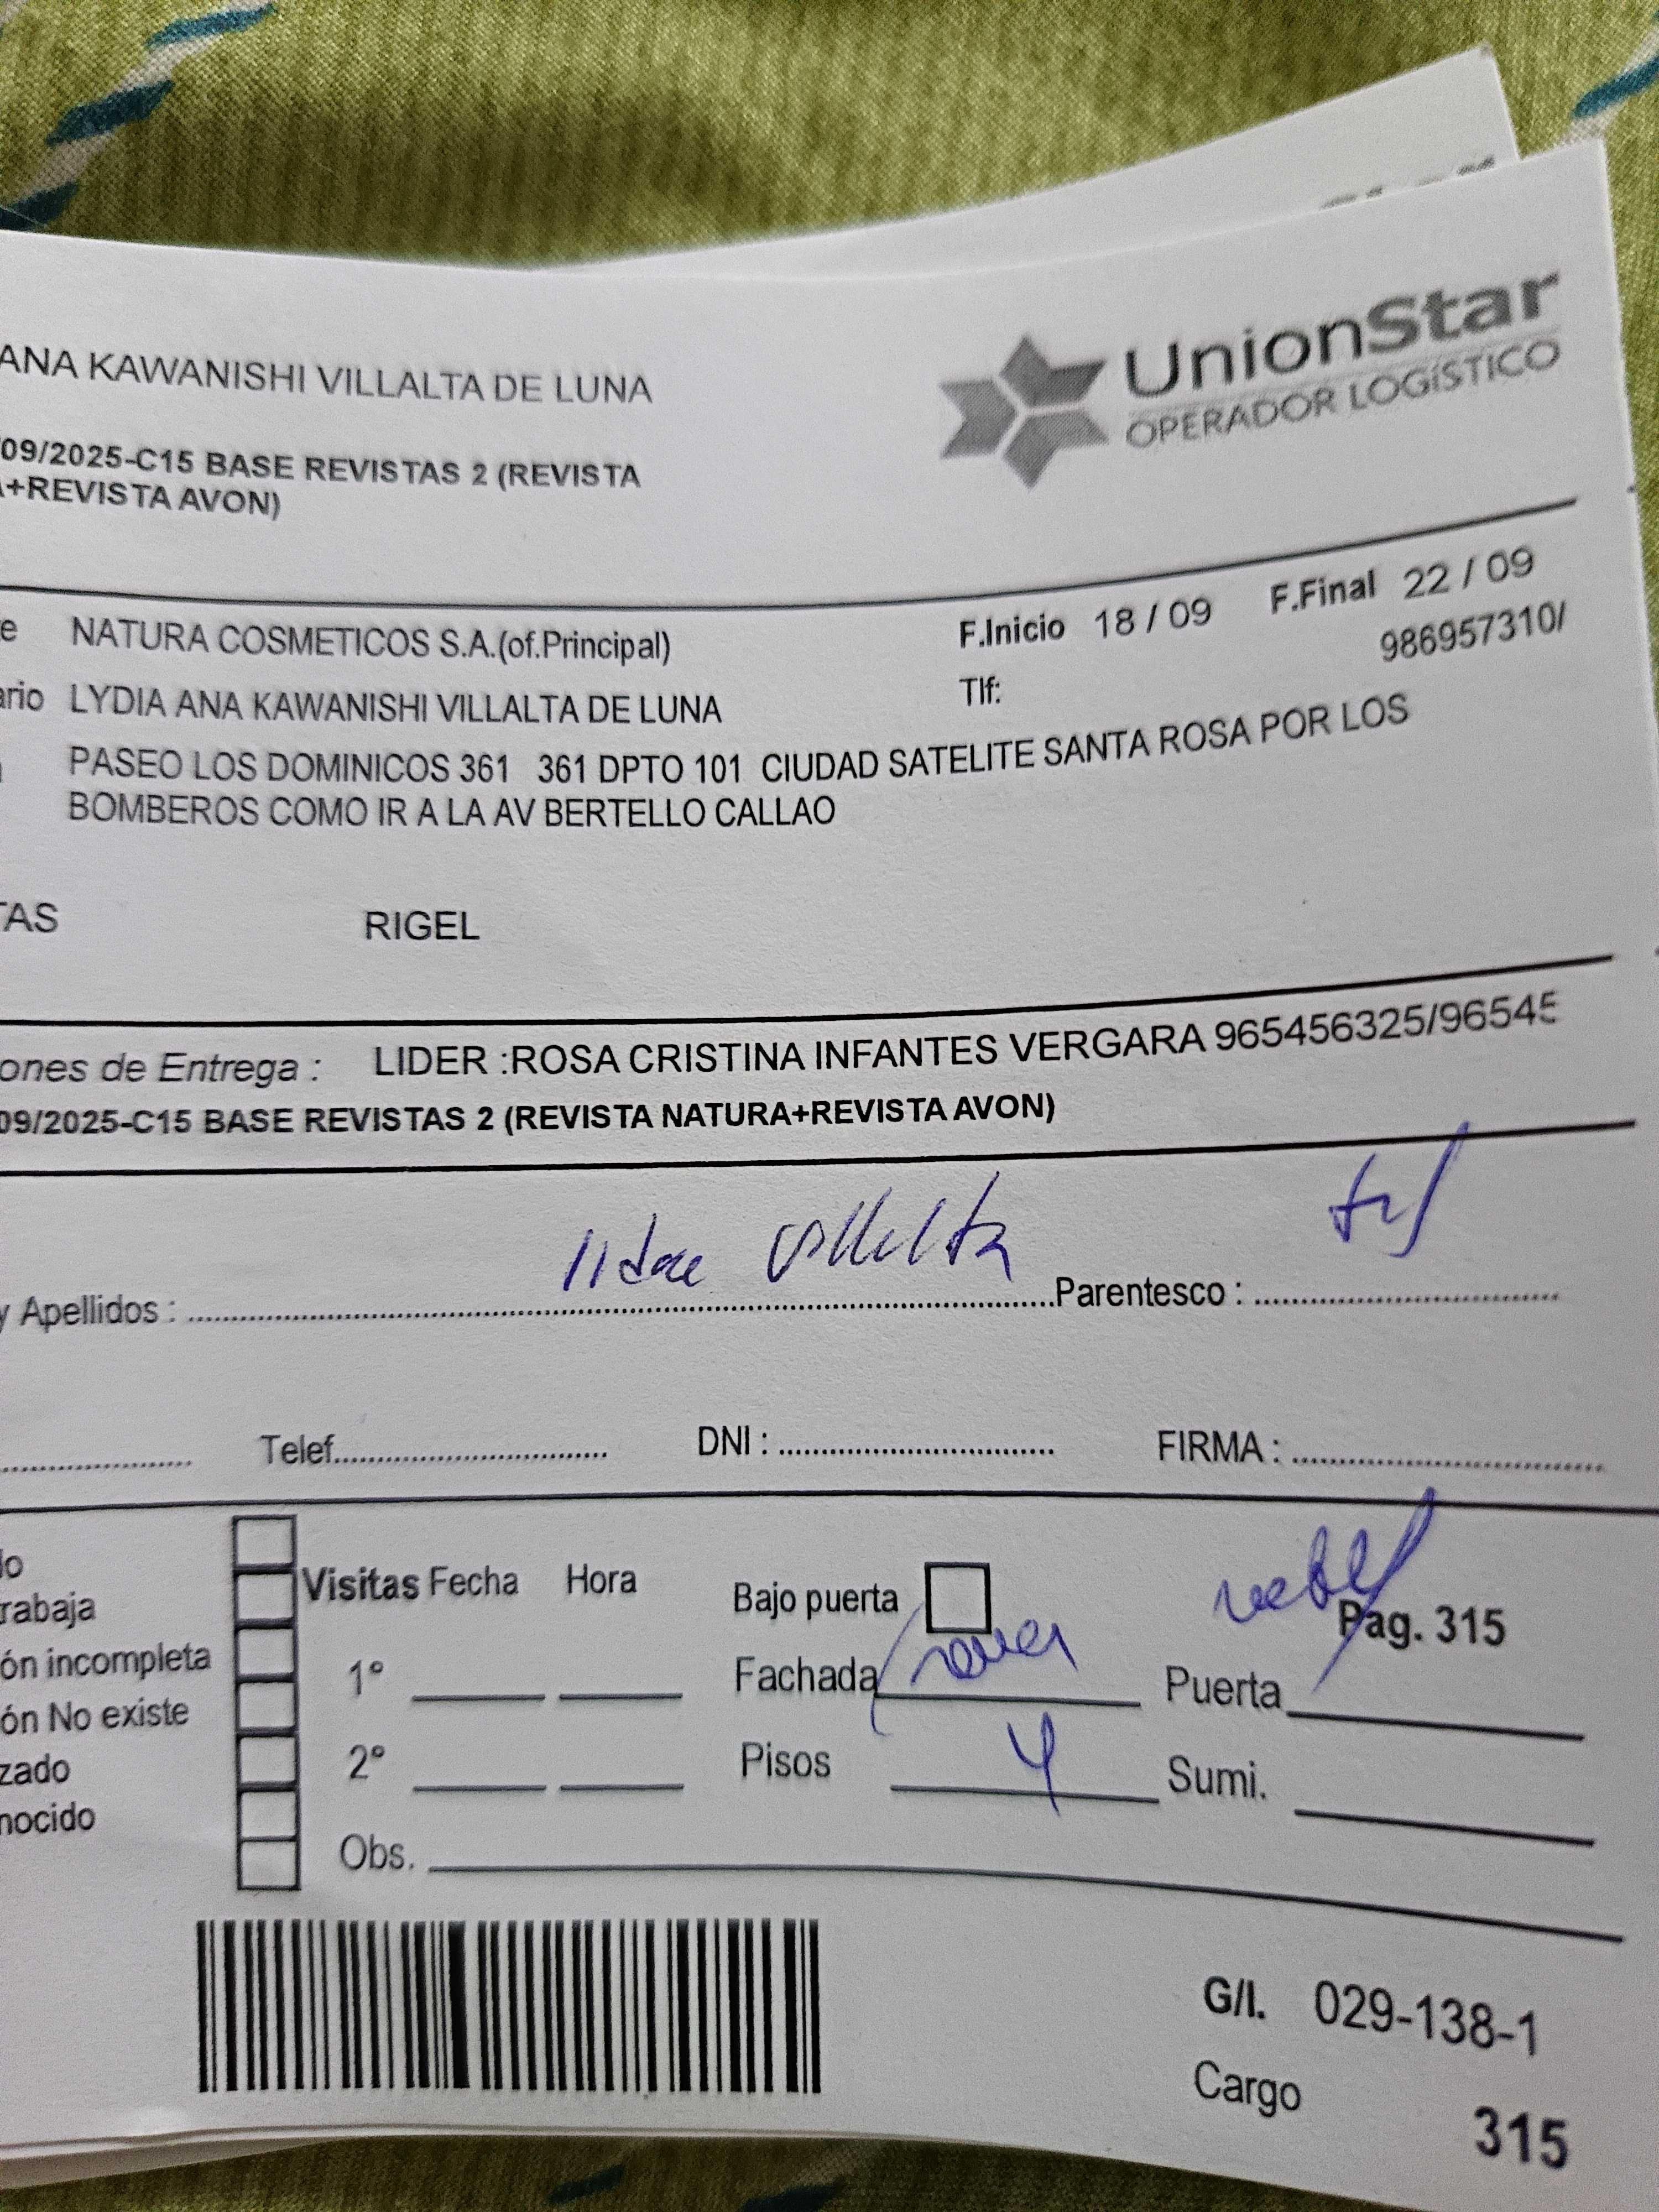 ANA KAWANISHI VILLALTA DE LUNA
UnionStar
OPERADOR LOGÍSTICO
09/2025-C15 BASE REVISTAS 2 (REVISTA
+REVISTA AVON)
NATURA COSMETICOS S.A.(of.Principal)
F.Inicio 18 / 09 F.Final 22 / 09
LYDIA ANA KAWANISHI VILLALTA DE LUNA
Tlf: 986957310/
PASEO LOS DOMINICOS 361 361 DPTO 101 CIUDAD SATELITE SANTA ROSA POR LOS
BOMBEROS COMO IR A LA AV BERTELLO CALLAO
TAS RIGEL
ones de Entrega : LIDER :ROSA CRISTINA INFANTES VERGARA 965456325/96545
09/2025-C15 BASE REVISTAS 2 (REVISTA NATURA+REVISTA AVON)
y Apellidos : Villalta Parentesco :
Telef. DNI : FIRMA :
do
rabaja
ón incompleta
ón No existe
zado
nocido
Visitas Fecha Hora
1º
2º
Obs.
Bajo puerta
Pag. 315
Fachada Puerta
Pisos 4 Sumi.
G/I. 029-138-1
Cargo
315